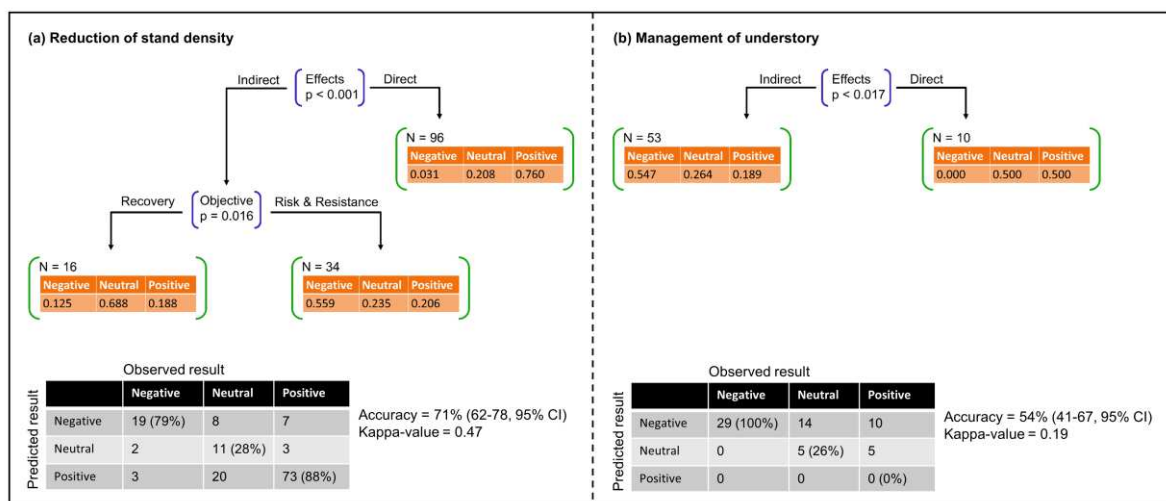 (a) Reduction of stand density
Indirect Effects Direct
p < 0.001
N = 96
Negative Neutral Positive
0.031 0.208 0.760
Recovery Objective Risk & Resistance
p = 0.016
N = 16
Negative Neutral Positive
0.125 0.688 0.188
N = 34
Negative Neutral Positive
0.559 0.235 0.206
Observed result
Predicted result
Negative Neutral Positive
Negative 19 (79%) 8 7
Neutral 2 11 (28%) 3
Positive 3 20 73 (88%)
Accuracy = 71% (62-78, 95% CI)
Kappa-value = 0.47
(b) Management of understory
Indirect Effects Direct
p < 0.017
N = 53
Negative Neutral Positive
0.547 0.264 0.189
N = 10
Negative Neutral Positive
0.000 0.500 0.500
Observed result
Predicted result
Negative Neutral Positive
Negative 29 (100%) 14 10
Neutral 0 5 (26%) 5
Positive 0 0 0 (0%)
Accuracy = 54% (41-67, 95% CI)
Kappa-value = 0.19